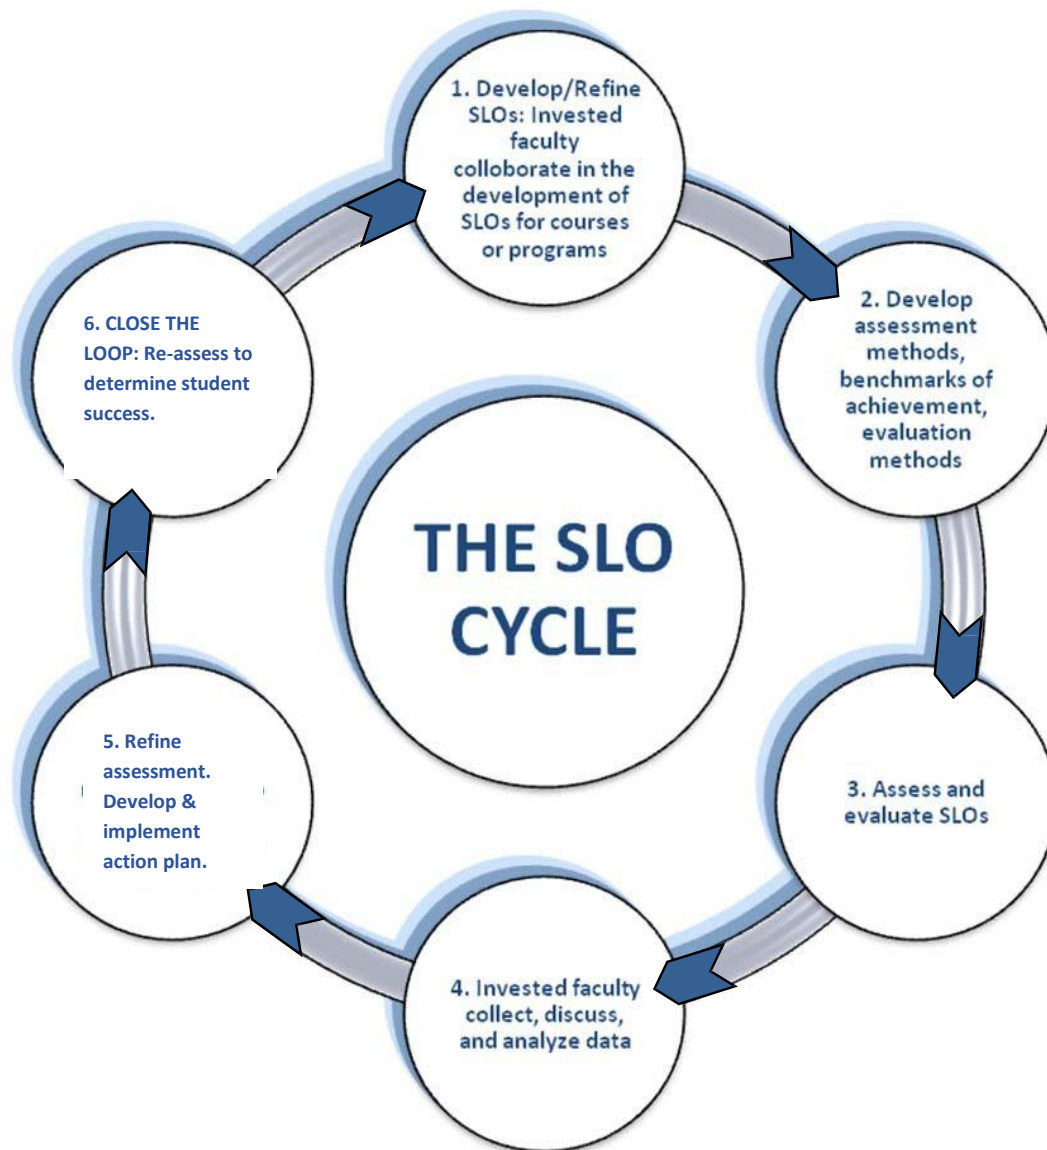 1. Develop/Refine
SLOs: Invested
faculty
colloborate in the
development of
SLOs for courses
or programs
2. Develop
assessment
methods,
benchmarks of
achievement,
evaluation
methods
3. Assess and
evaluate SLOs
4. Invested faculty
collect, discuss,
and analyze data
5. Refine
assessment.
Develop &
implement
action plan.
6. CLOSE THE
LOOP: Re-assess to
determine student
success.
THE SLO
CYCLE